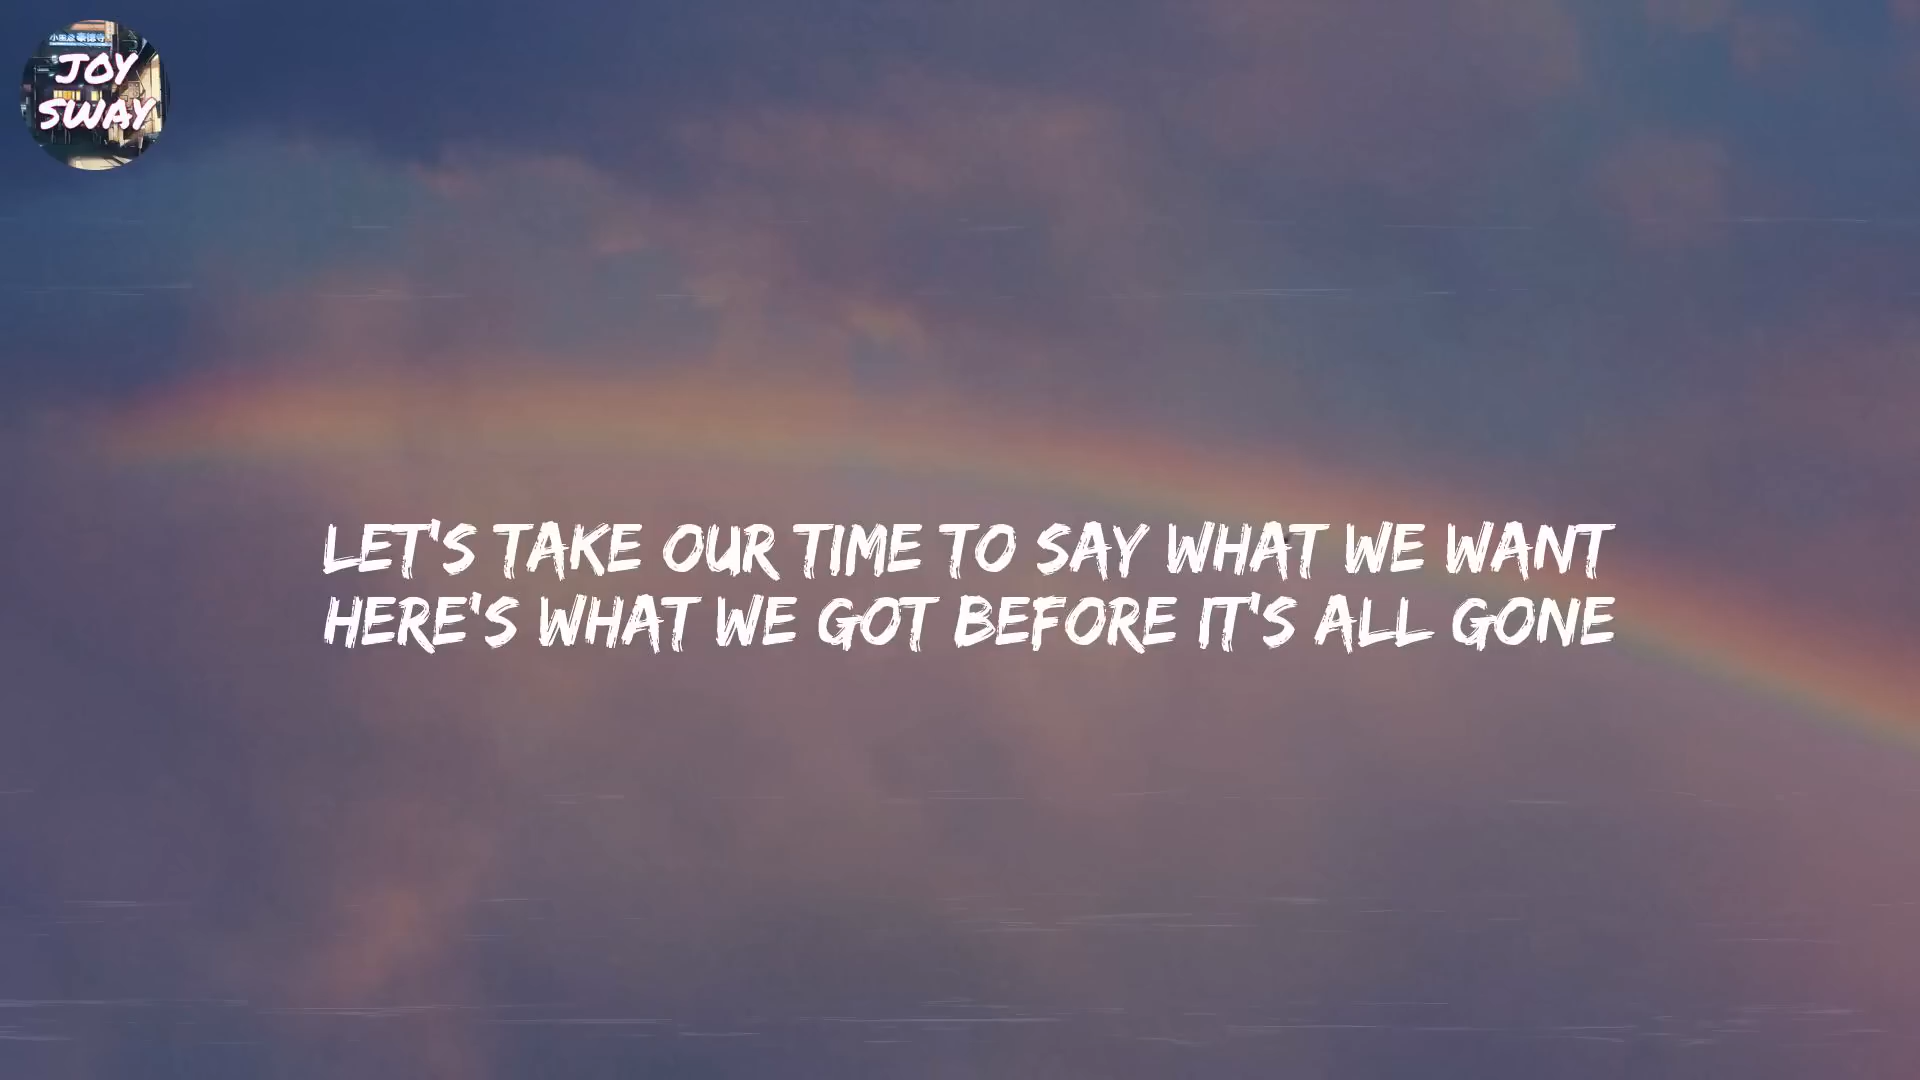 JOY
SWAY
LET'S TAKE OUR TIME TO SAY WHAT WE WANT
HERE'S WHAT WE GOT BEFORE IT'S ALL GONE